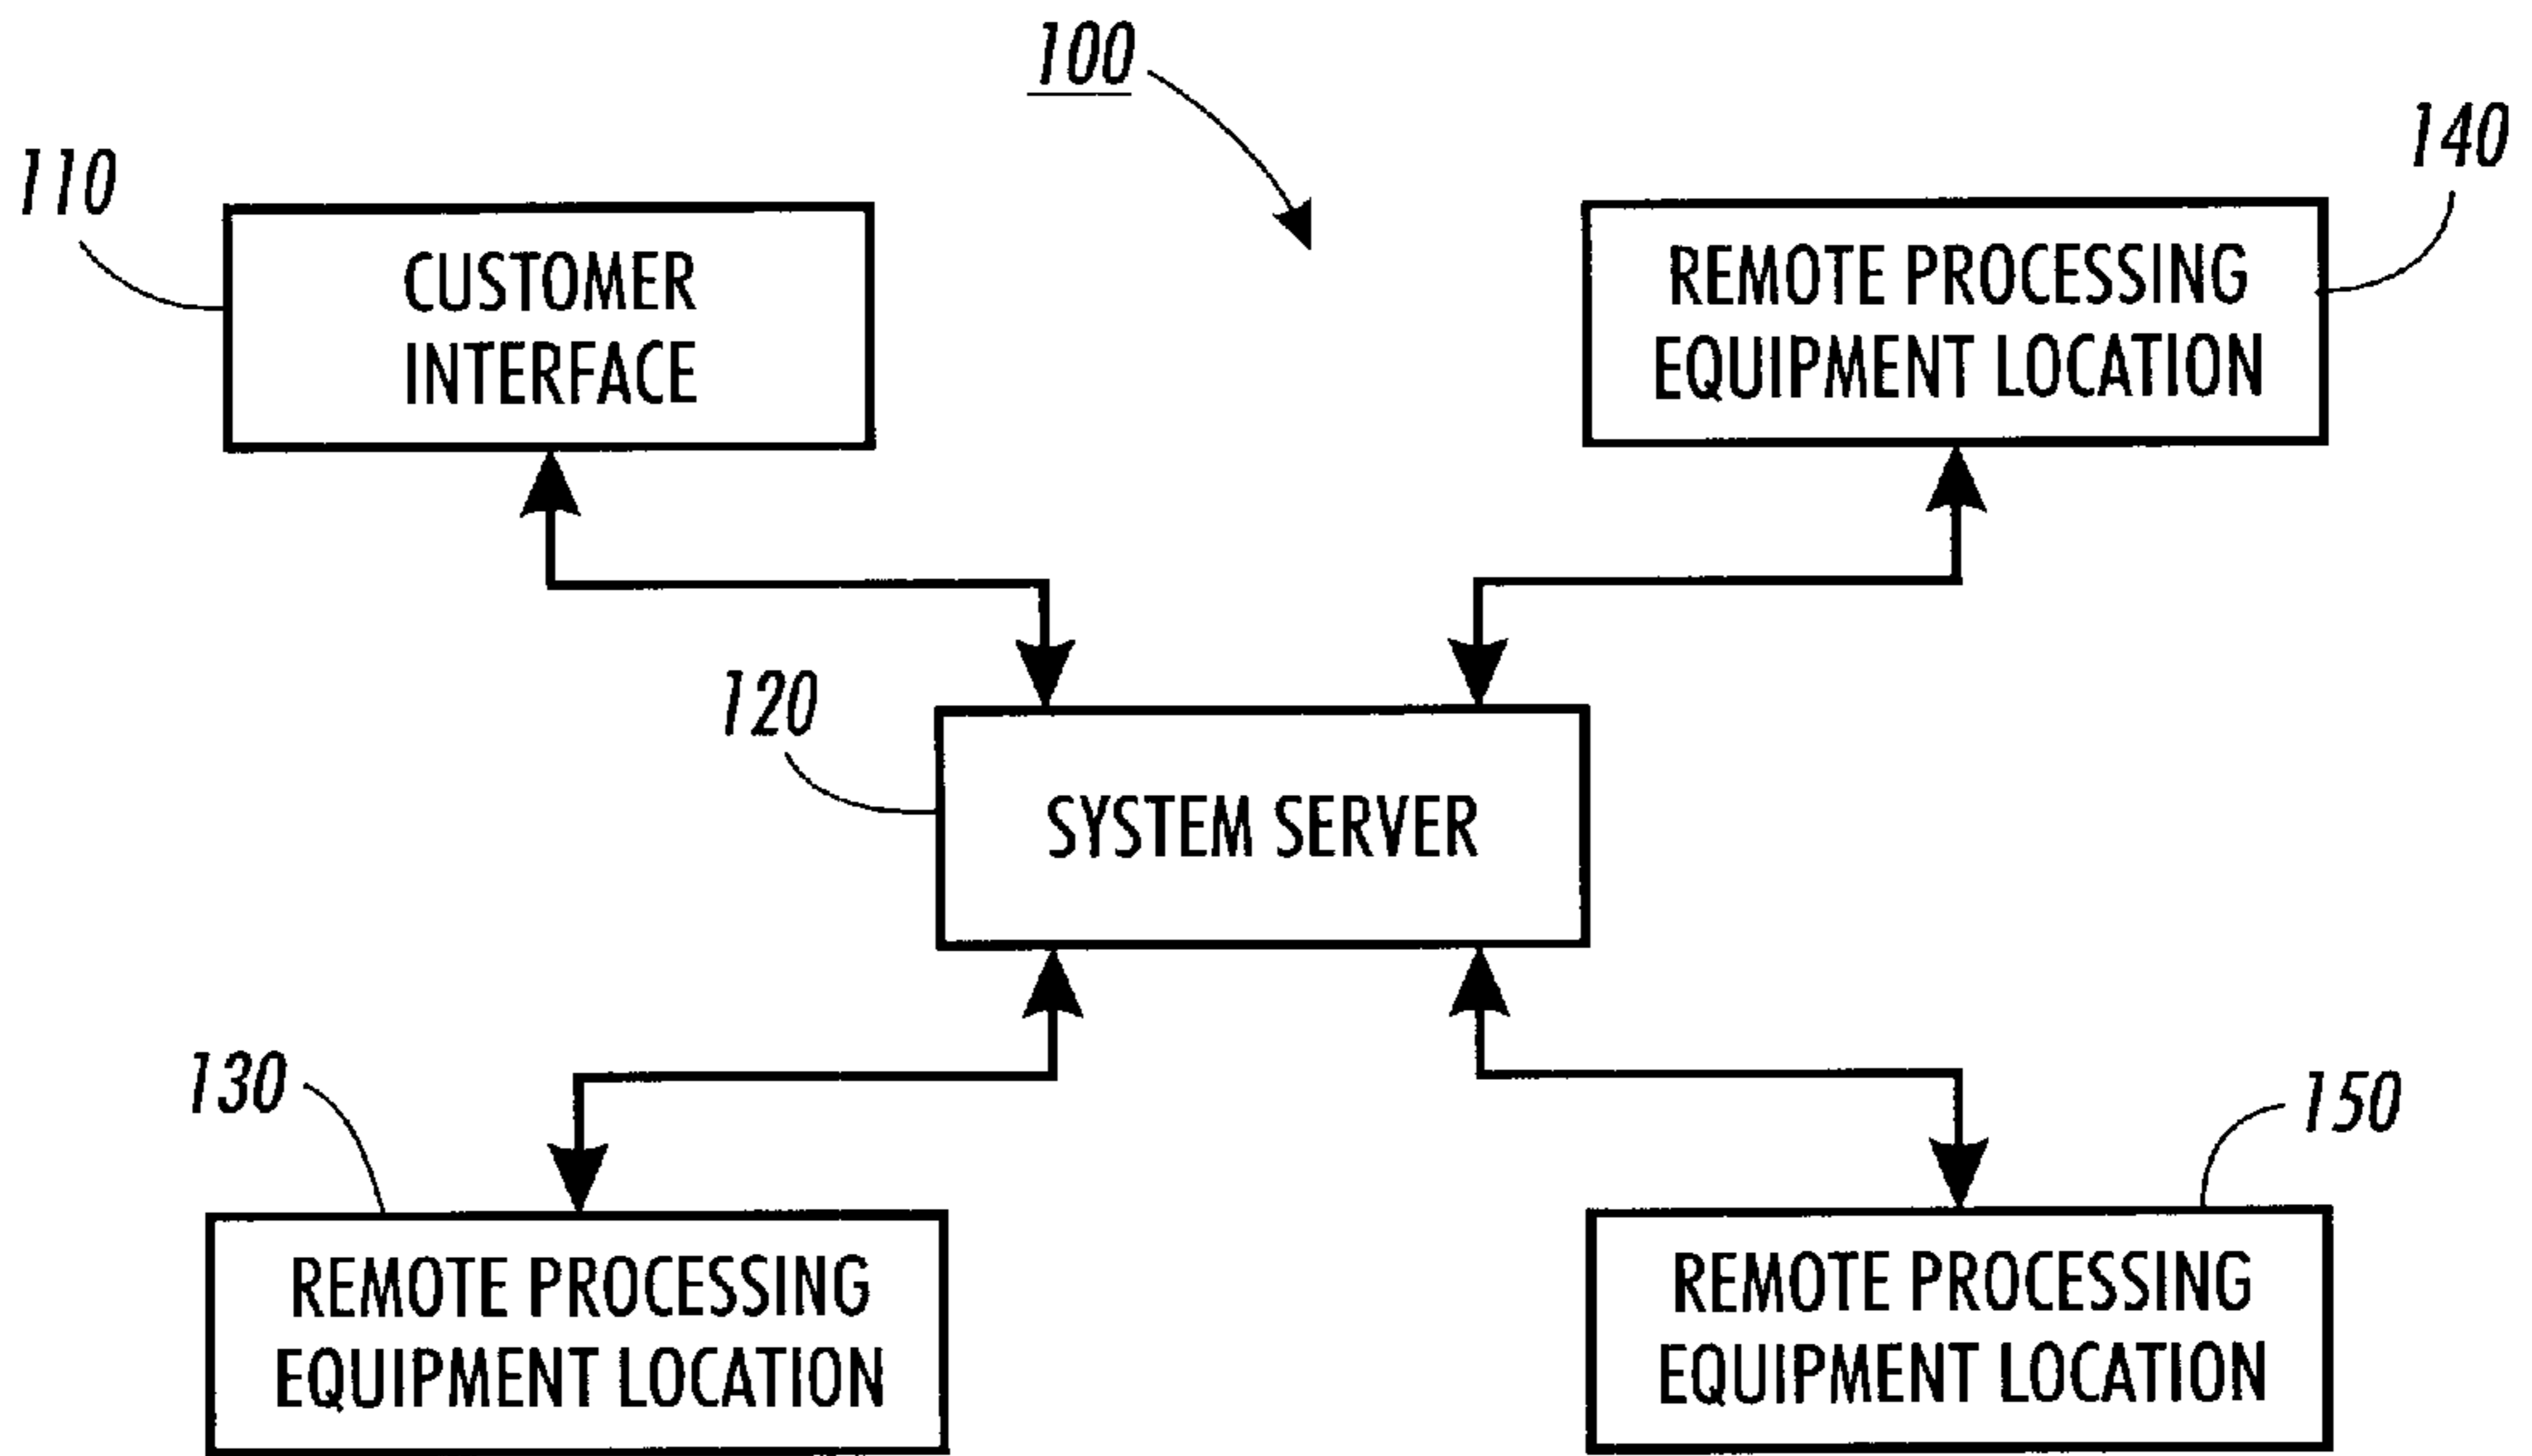 100
110
140
CUSTOMER
INTERFACE
REMOTE PROCESSING
EQUIPMENT LOCATION
120
SYSTEM SERVER
130
150
REMOTE PROCESSING
EQUIPMENT LOCATION
REMOTE PROCESSING
EQUIPMENT LOCATION